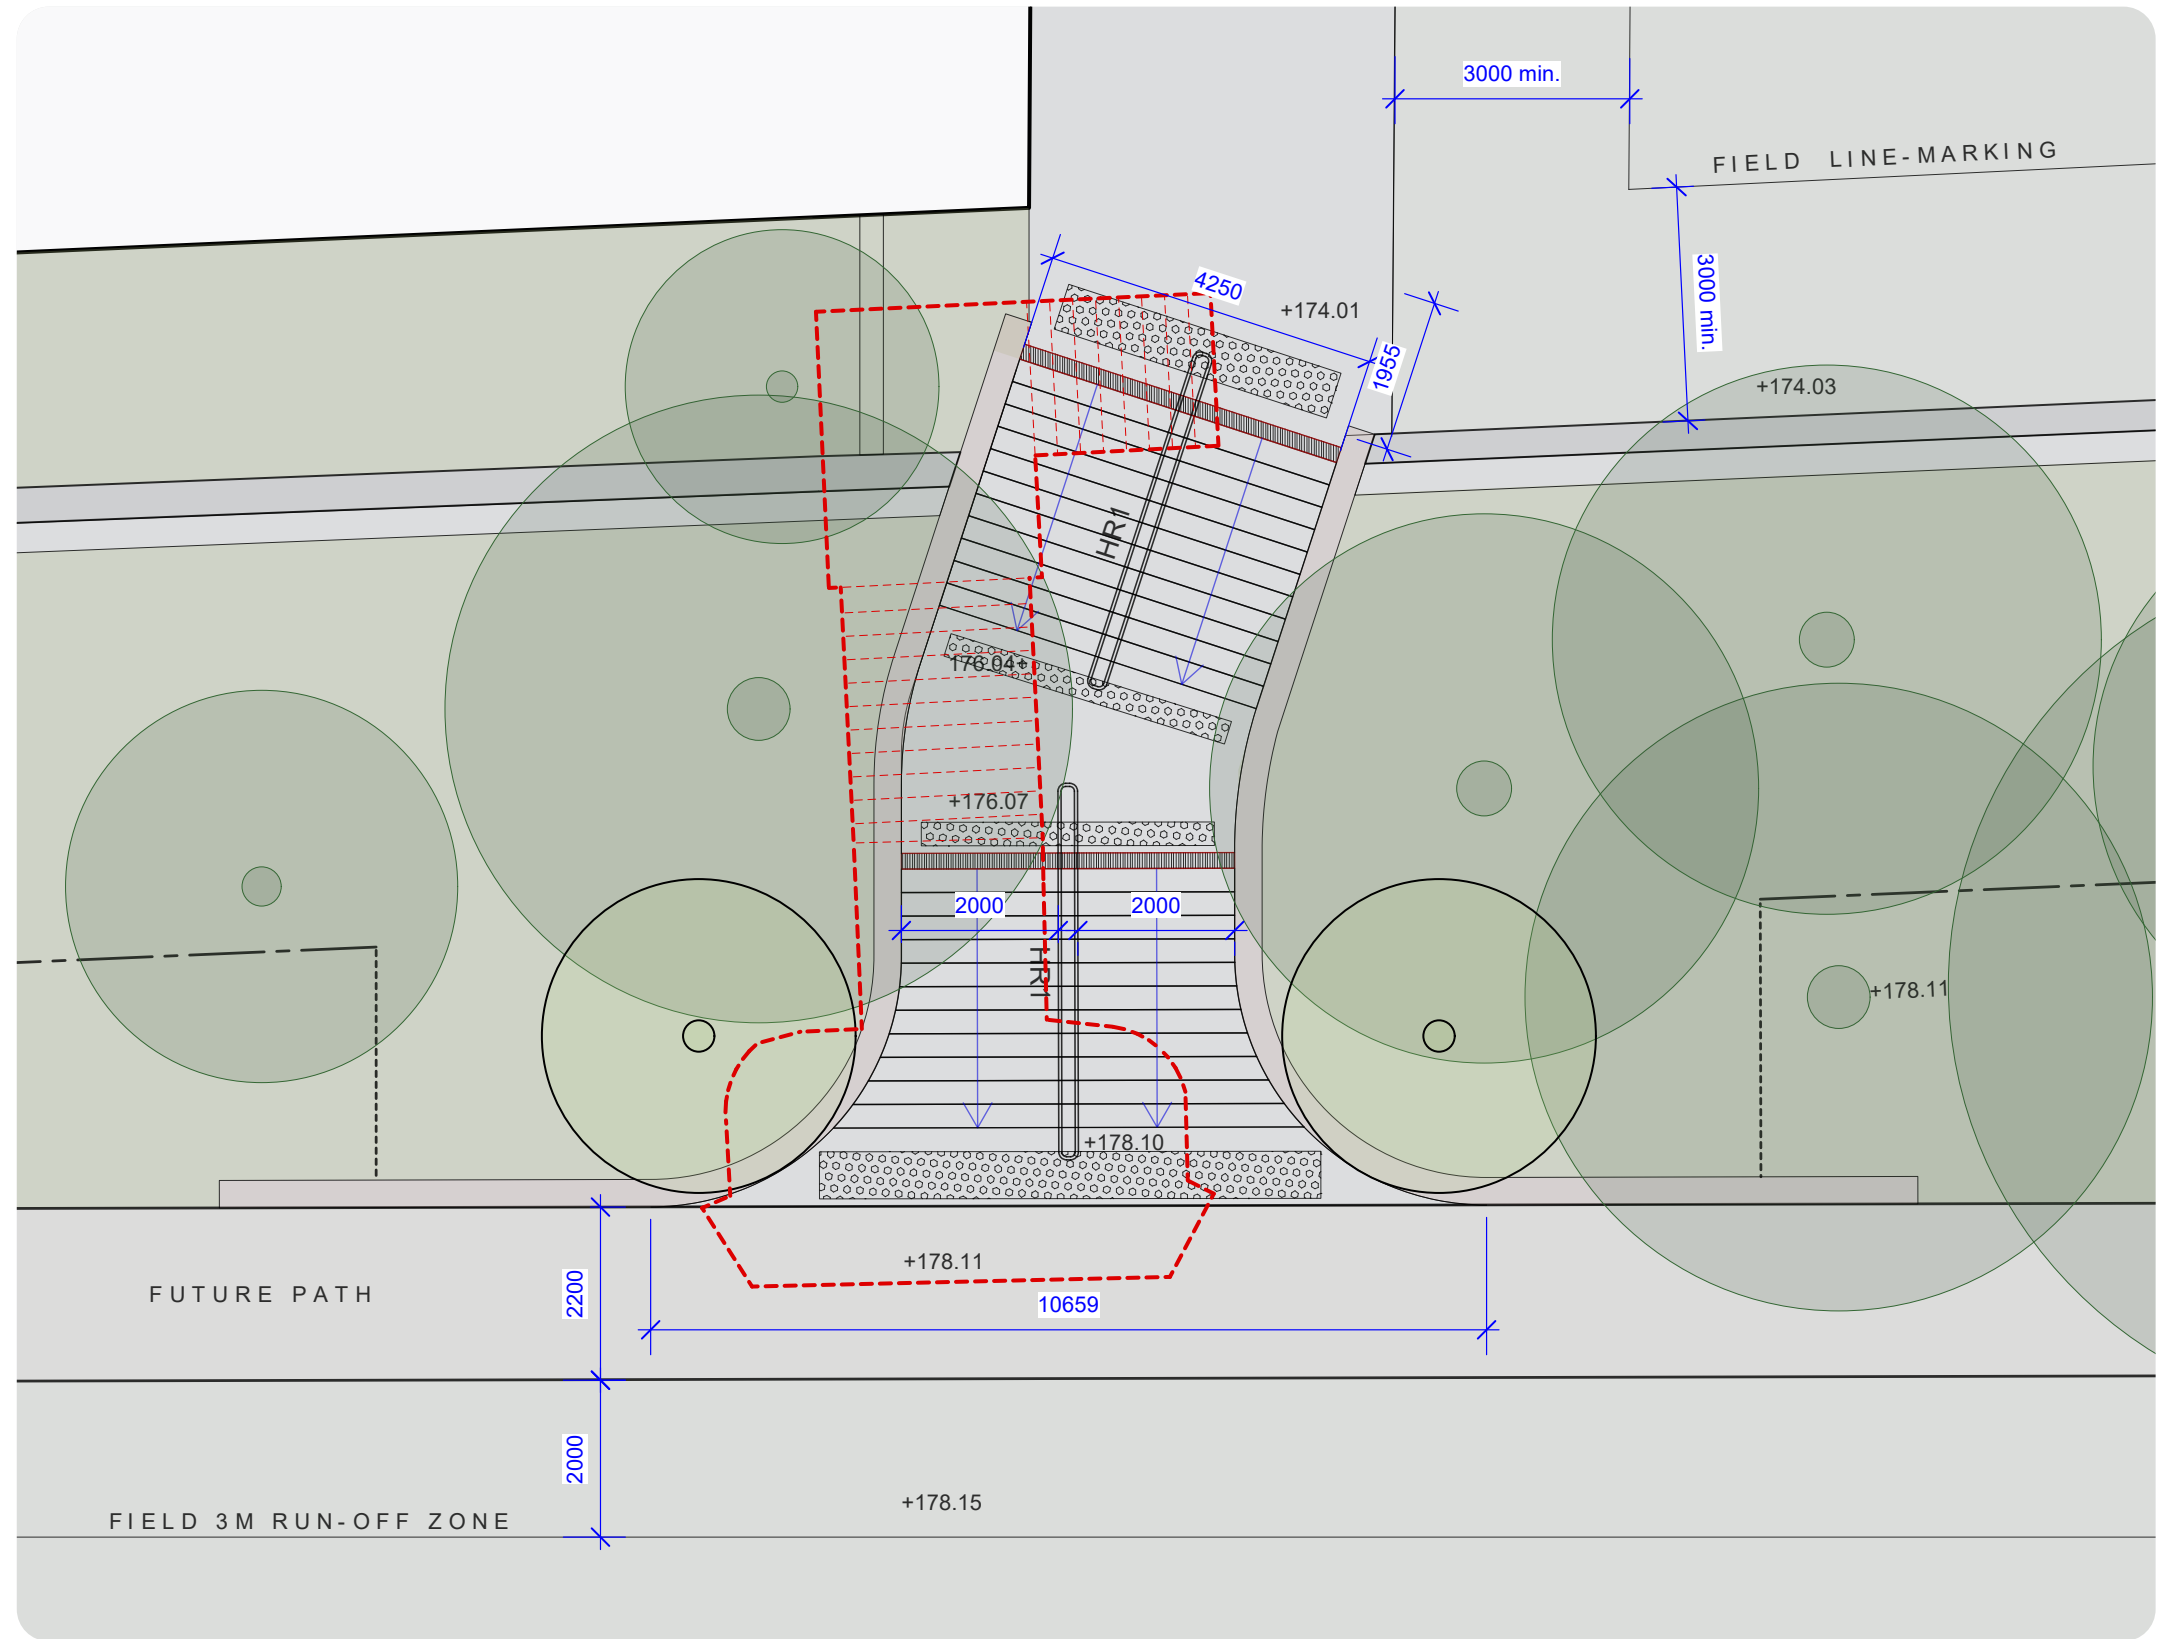 3000 min.
FIELD LINE-MARKING
4250
+174.01
3000 min.
1955
+174.03
HR1
176.04+
+176.07
2000
2000
HR1
+178.11
+178.10
+178.11
FUTURE PATH
2200
10659
2000
+178.15
FIELD 3M RUN-OFF ZONE